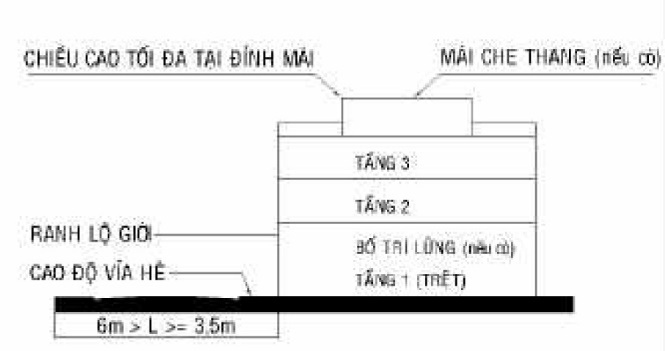 CHIỀU CAO TỐI ĐA TẠI ĐỈNH MÁI
MÁI CHE THANG (nếu có)
TẦNG 3
TẦNG 2
RANH LỘ GIỚI
BỐ TRÍ LỬNG (nếu có)
CAO ĐỘ VỈA HÈ
TẦNG 1 (TRỆT)
6m > L >= 3,5m